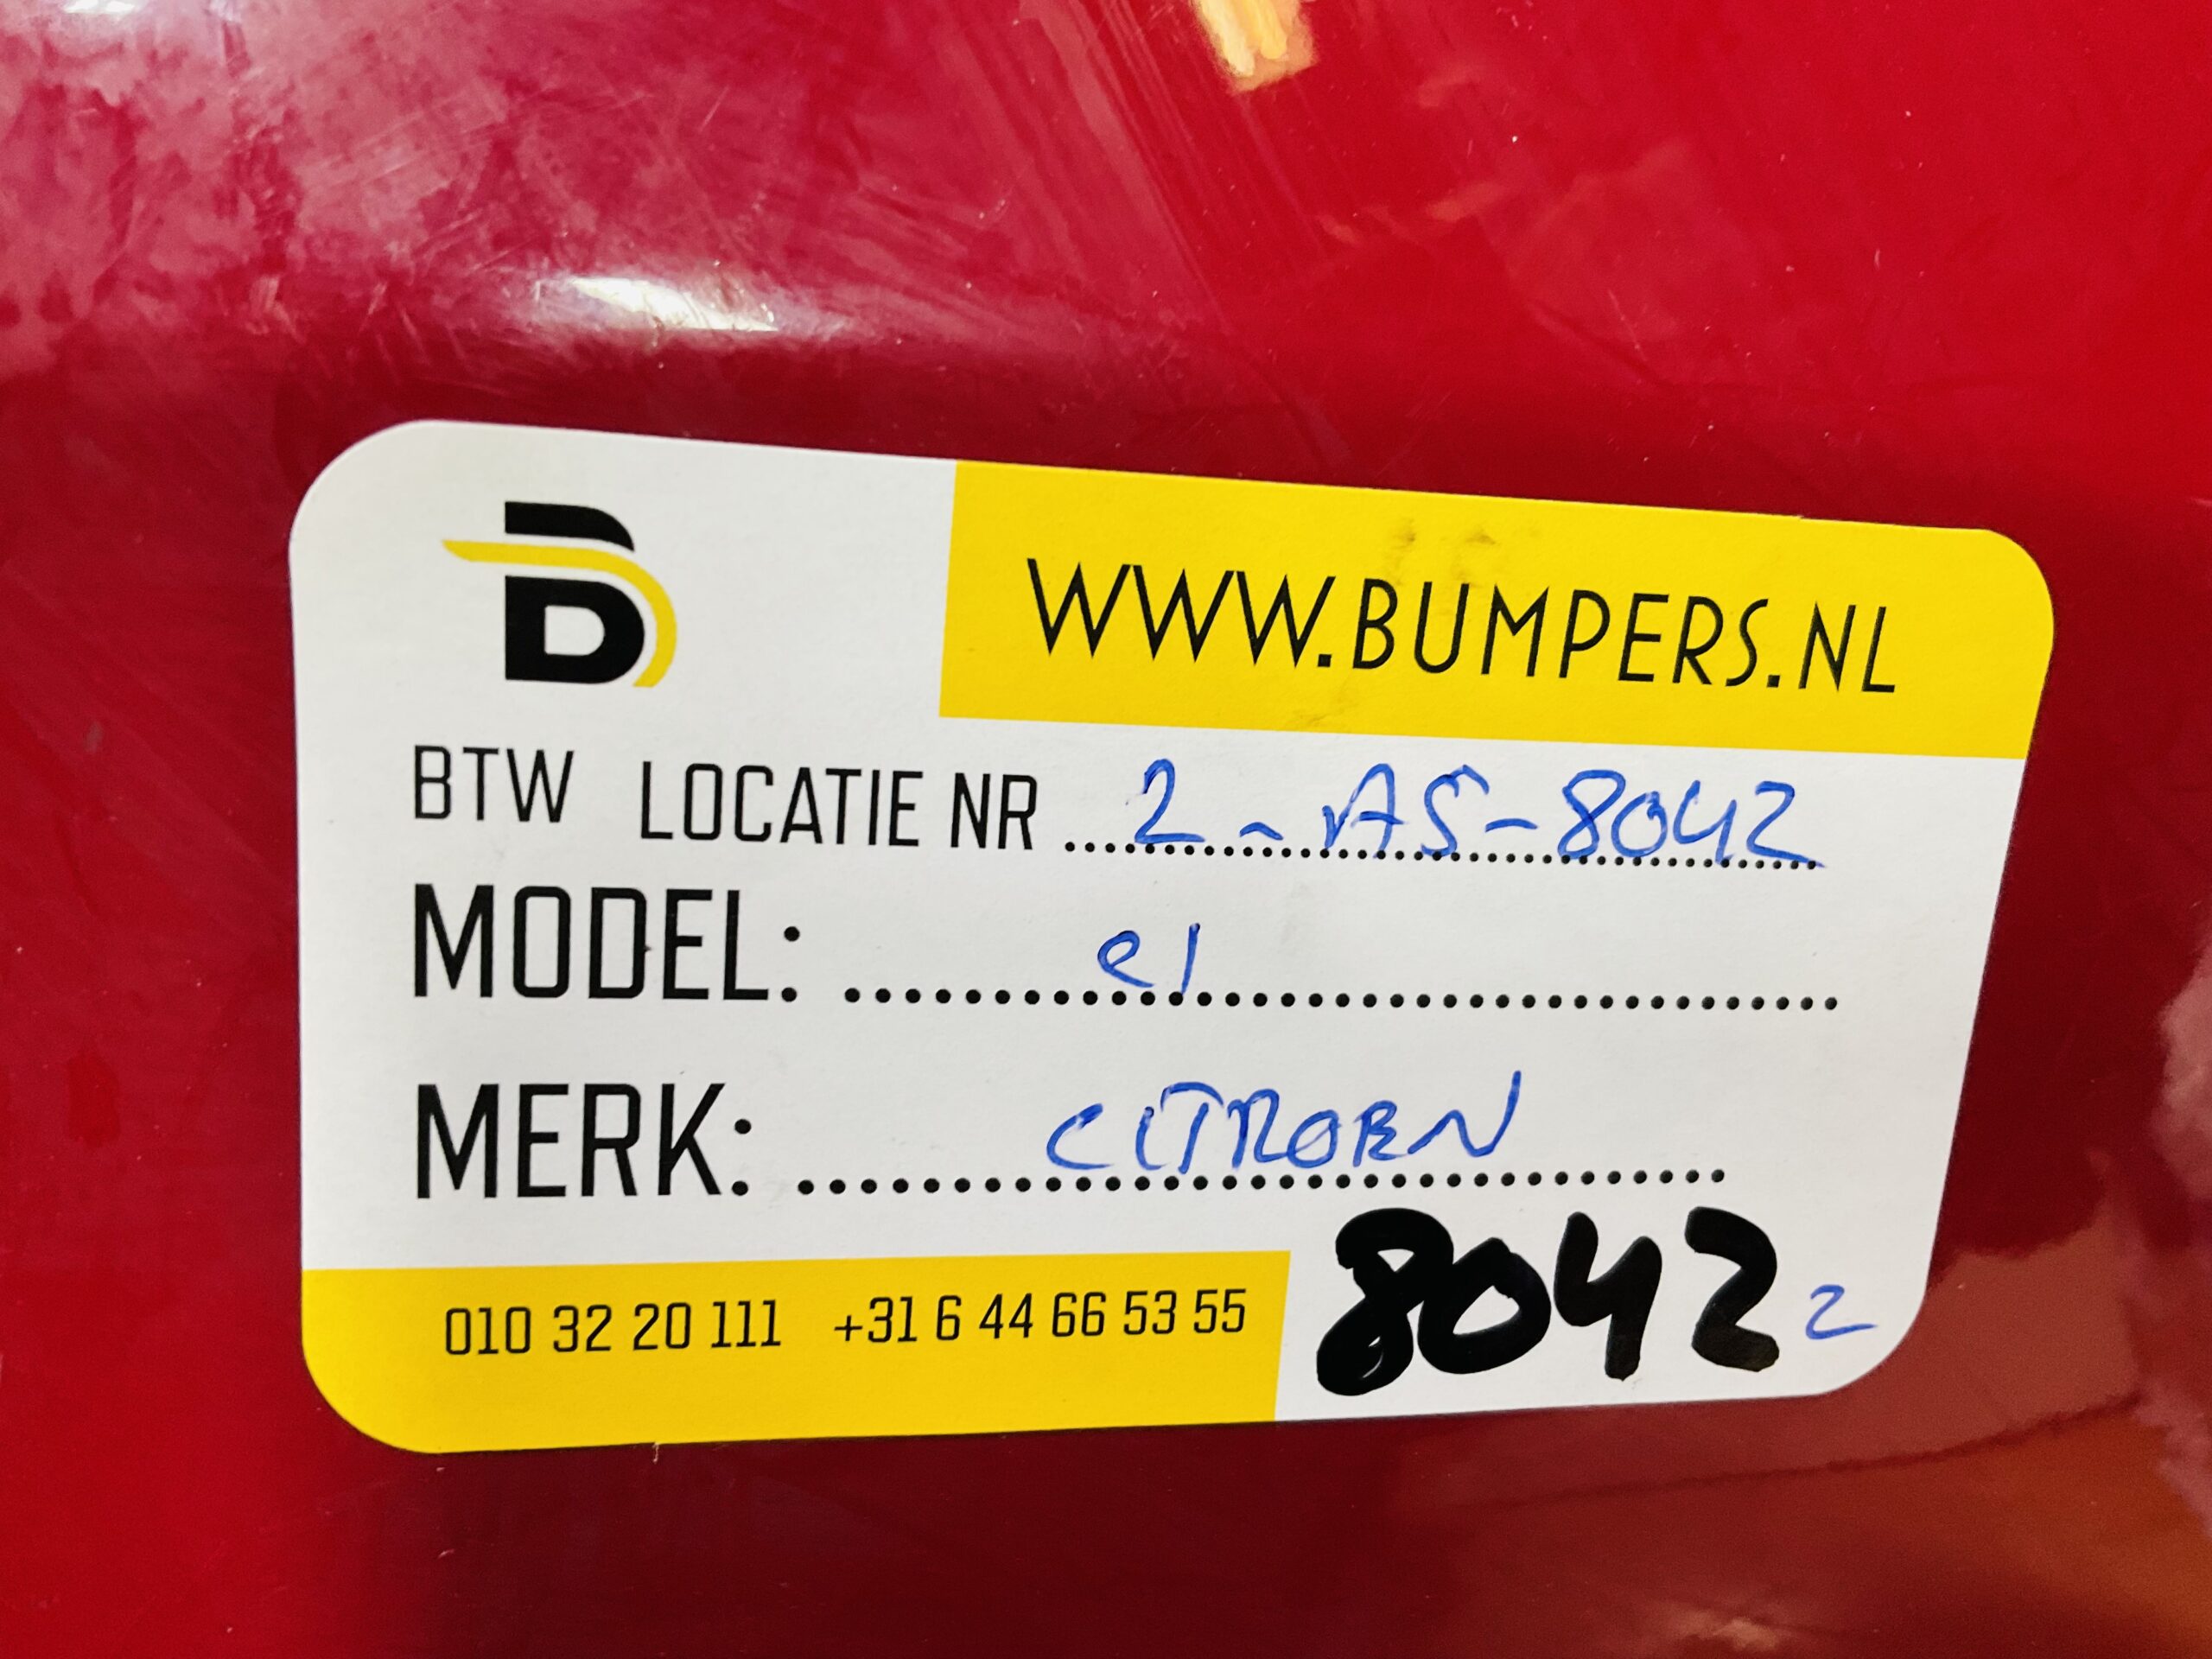 B
WWW.BUMPERS.NL
BTW LOCATIE NR 2-AS-8042
MODEL: C1
MERK: CITROEN
010 32 20 111 +31 6 44 66 53 55
8042 2